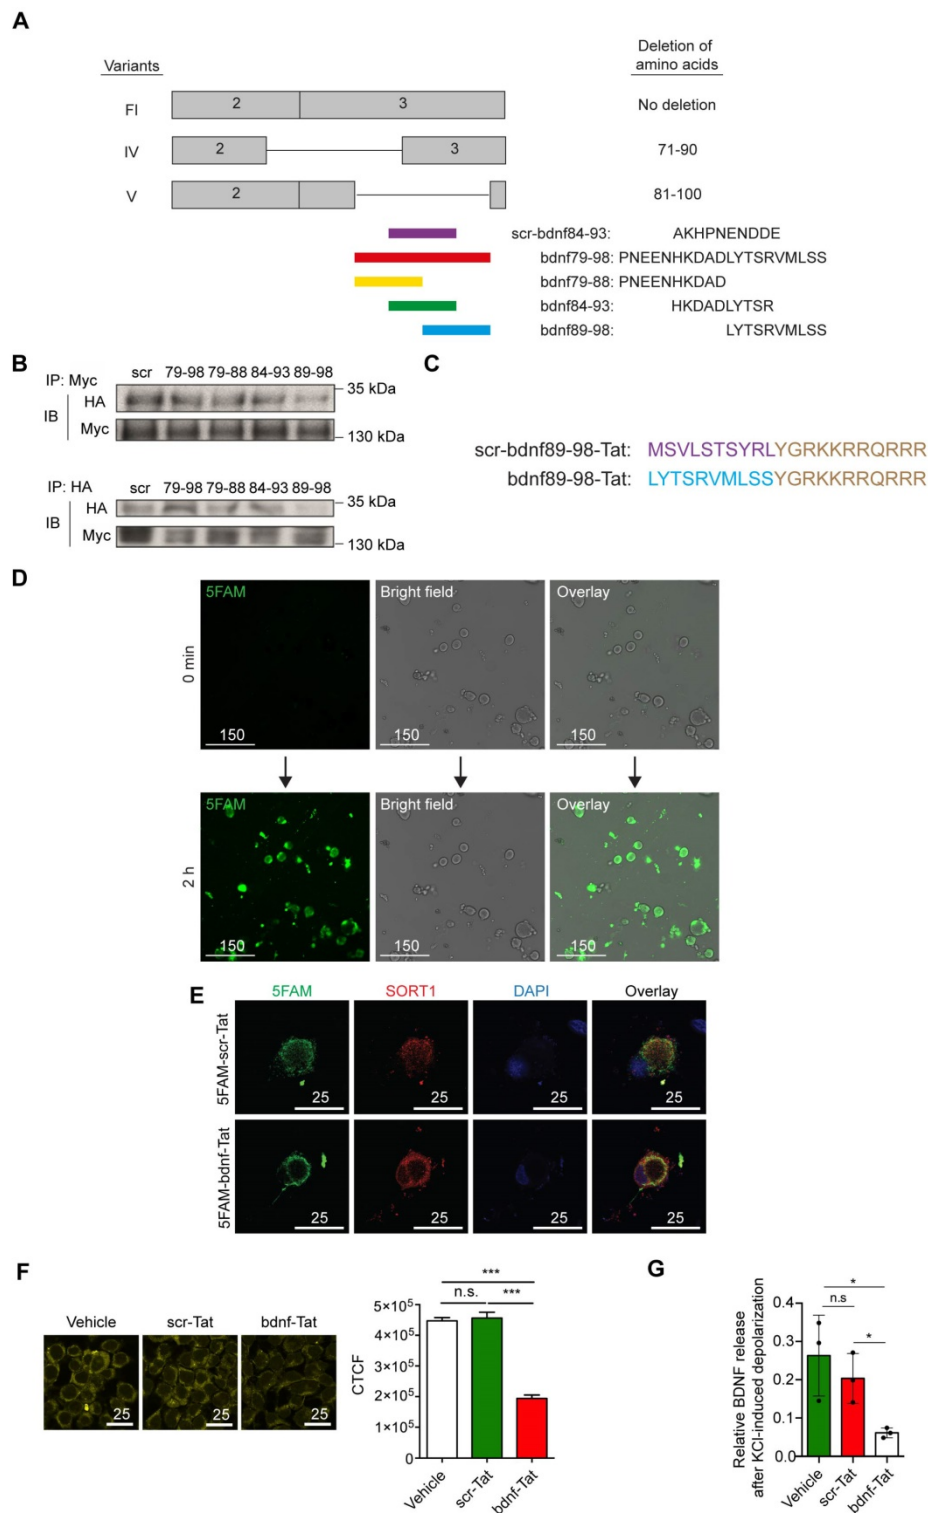 A
Variants
Deletion of
amino acids
FI 2 3 No deletion
IV 2 3 71-90
V 2 81-100
scr-bdnf84-93: AKHPNENDDE
bdnf79-98: PNEENHKDADLYTSRVMLSS
bdnf79-88: PNEENHKDAD
bdnf84-93: HKDADLYTSR
bdnf89-98: LYTSRVMLSS
B
IP: Myc scr 79-98 79-88 84-93 89-98
35 kDa
IB HA
Myc
130 kDa
IP: HA scr 79-98 79-88 84-93 89-98
35 kDa
IB HA
Myc
130 kDa
C
scr-bdnf89-98-Tat: MSVLSTSYRLYGRKKRRQRRR
bdnf89-98-Tat: LYTSRVMLSSYGRKKRRQRRR
D
5FAM Bright field Overlay
0 min
150 150 150
5FAM Bright field Overlay
2 h
150 150 150
E
5FAM SORT1 DAPI Overlay
5FAM-scr-Tat
25 25 25 25
5FAM-bdnf-Tat
25 25 25 25
F
Vehicle scr-Tat bdnf-Tat
25 25 25
***
n.s. ***
CTCF
5×10⁵
4×10⁵
3×10⁵
2×10⁵
1×10⁵
0
Vehicle scr-Tat bdnf-Tat
G
Relative BDNF release
after KCl-induced depolarization
*
n.s
*
0.4
0.3
0.2
0.1
0.0
Vehicle scr-Tat bdnf-Tat